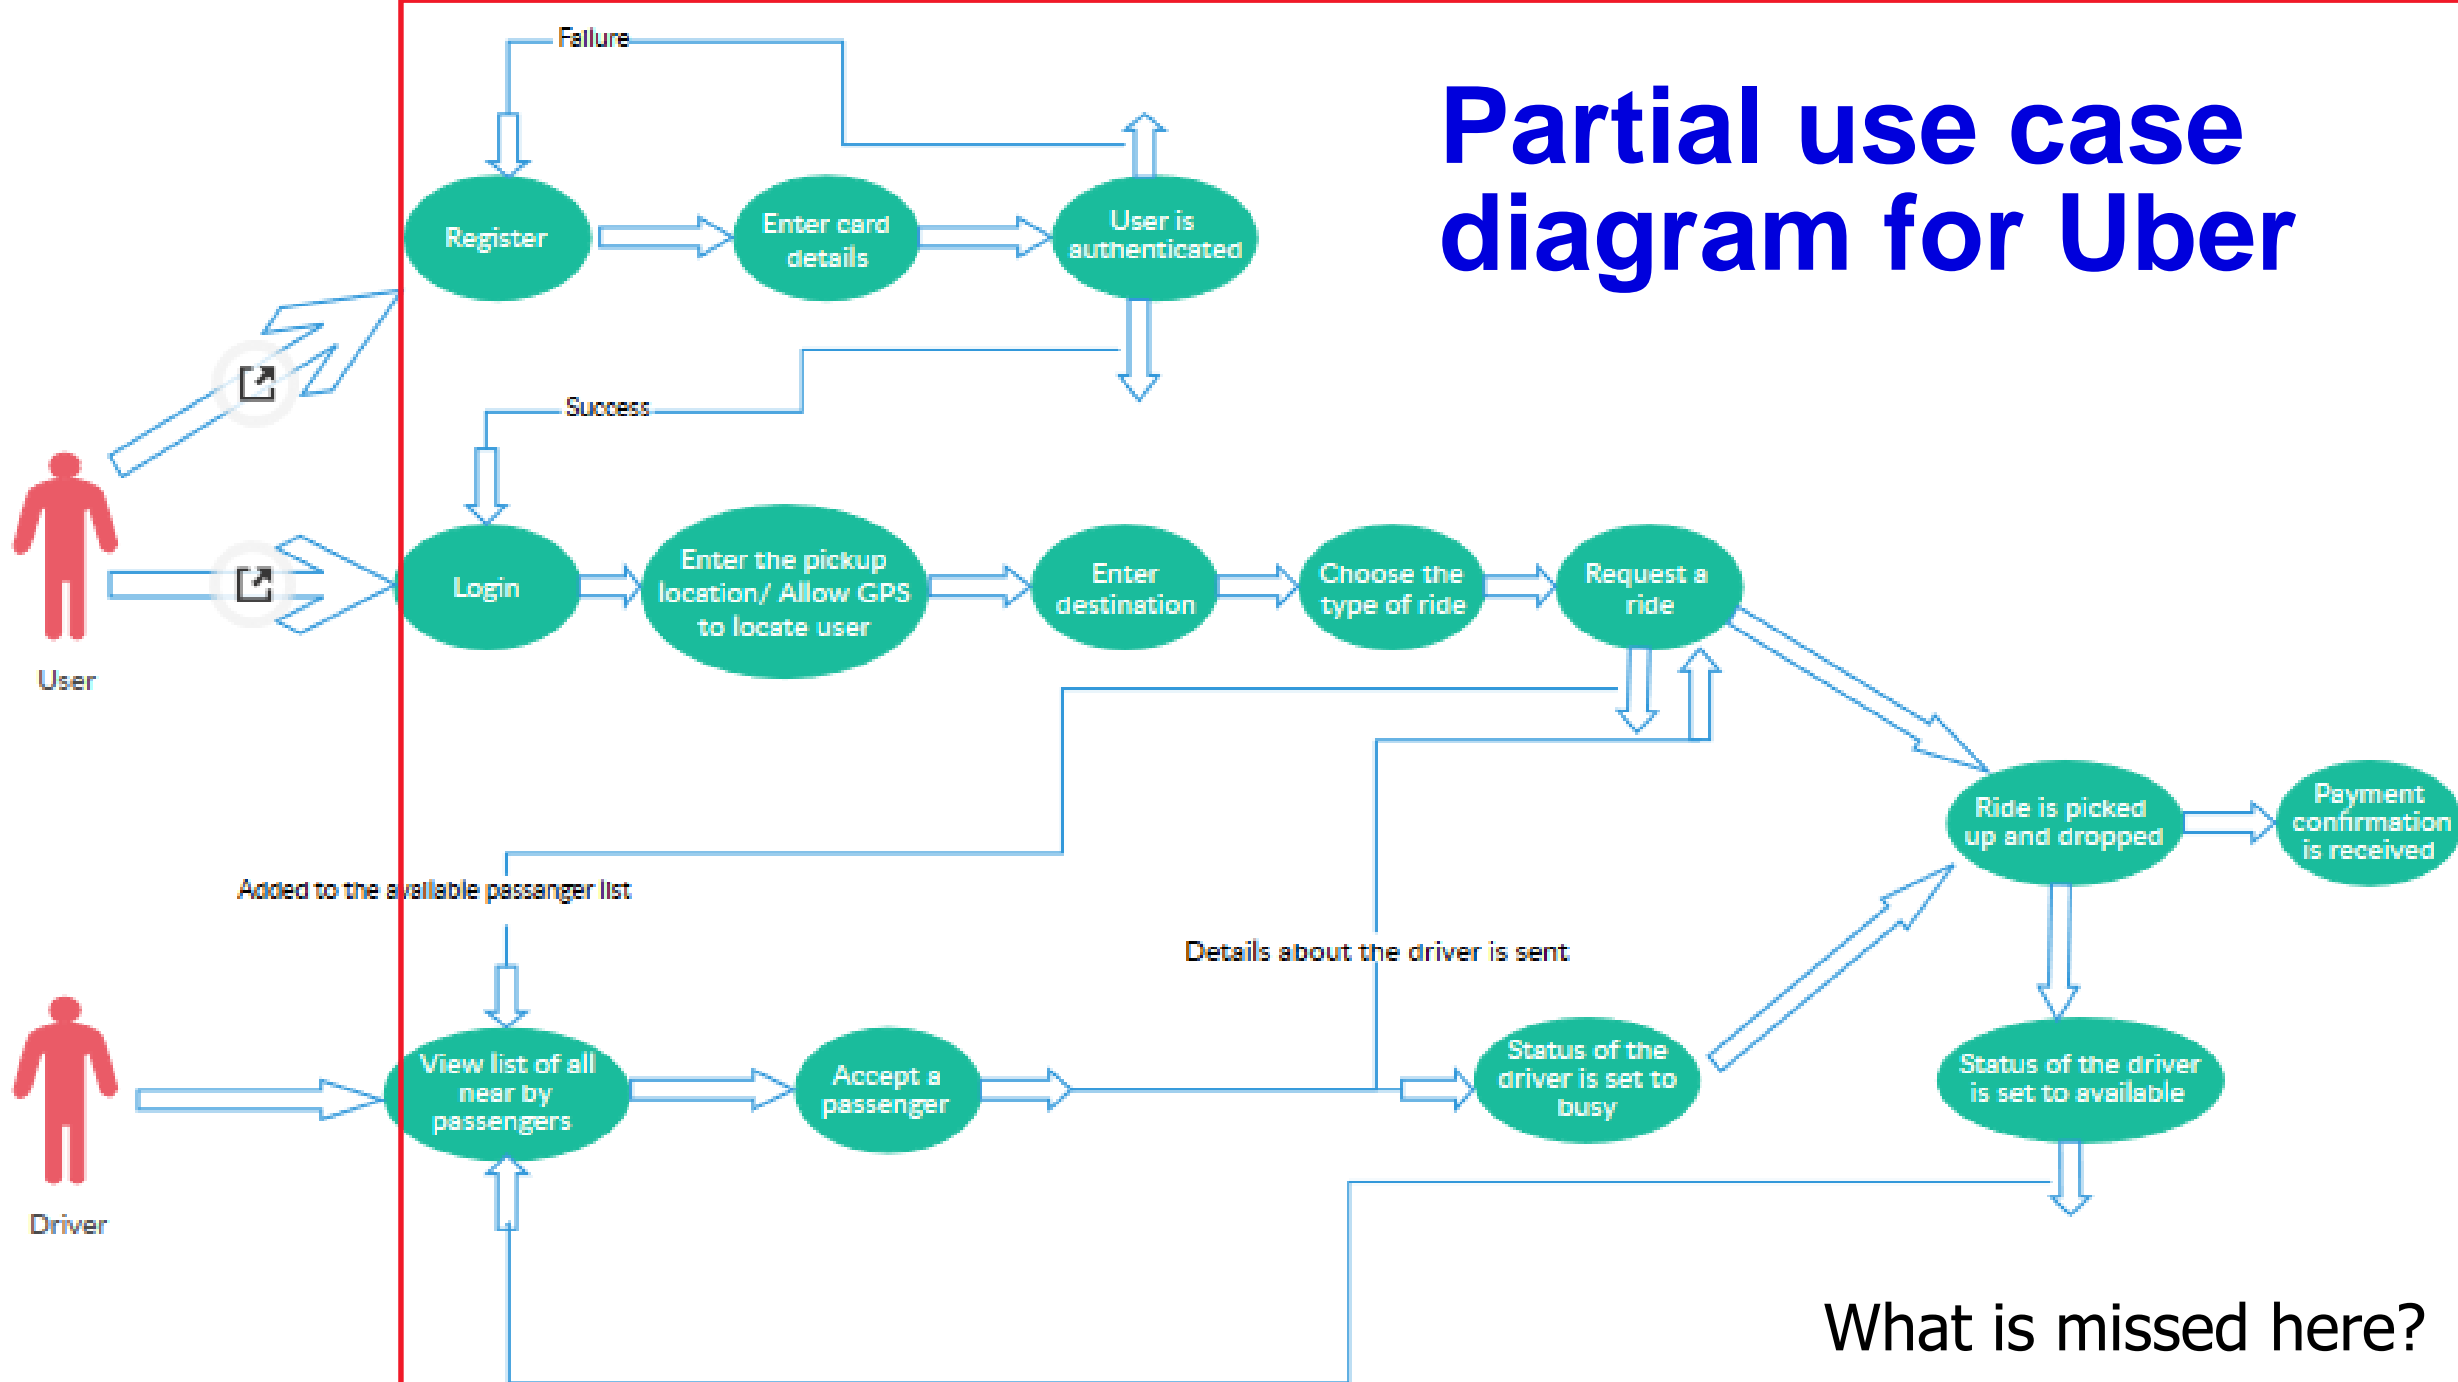 Failure
Partial use case
diagram for Uber
Register
Enter card
details
User is
authenticated
Success
Login
Enter the pickup
location/ Allow GPS
to locate user
Enter
destination
Choose the
type of ride
Request a
ride
User
Ride is picked
up and dropped
Payment
confirmation
is received
Added to the available passanger list
Details about the driver is sent
View list of all
near by
passengers
Accept a
passenger
Status of the
driver is set to
busy
Status of the driver
is set to available
Driver
What is missed here?